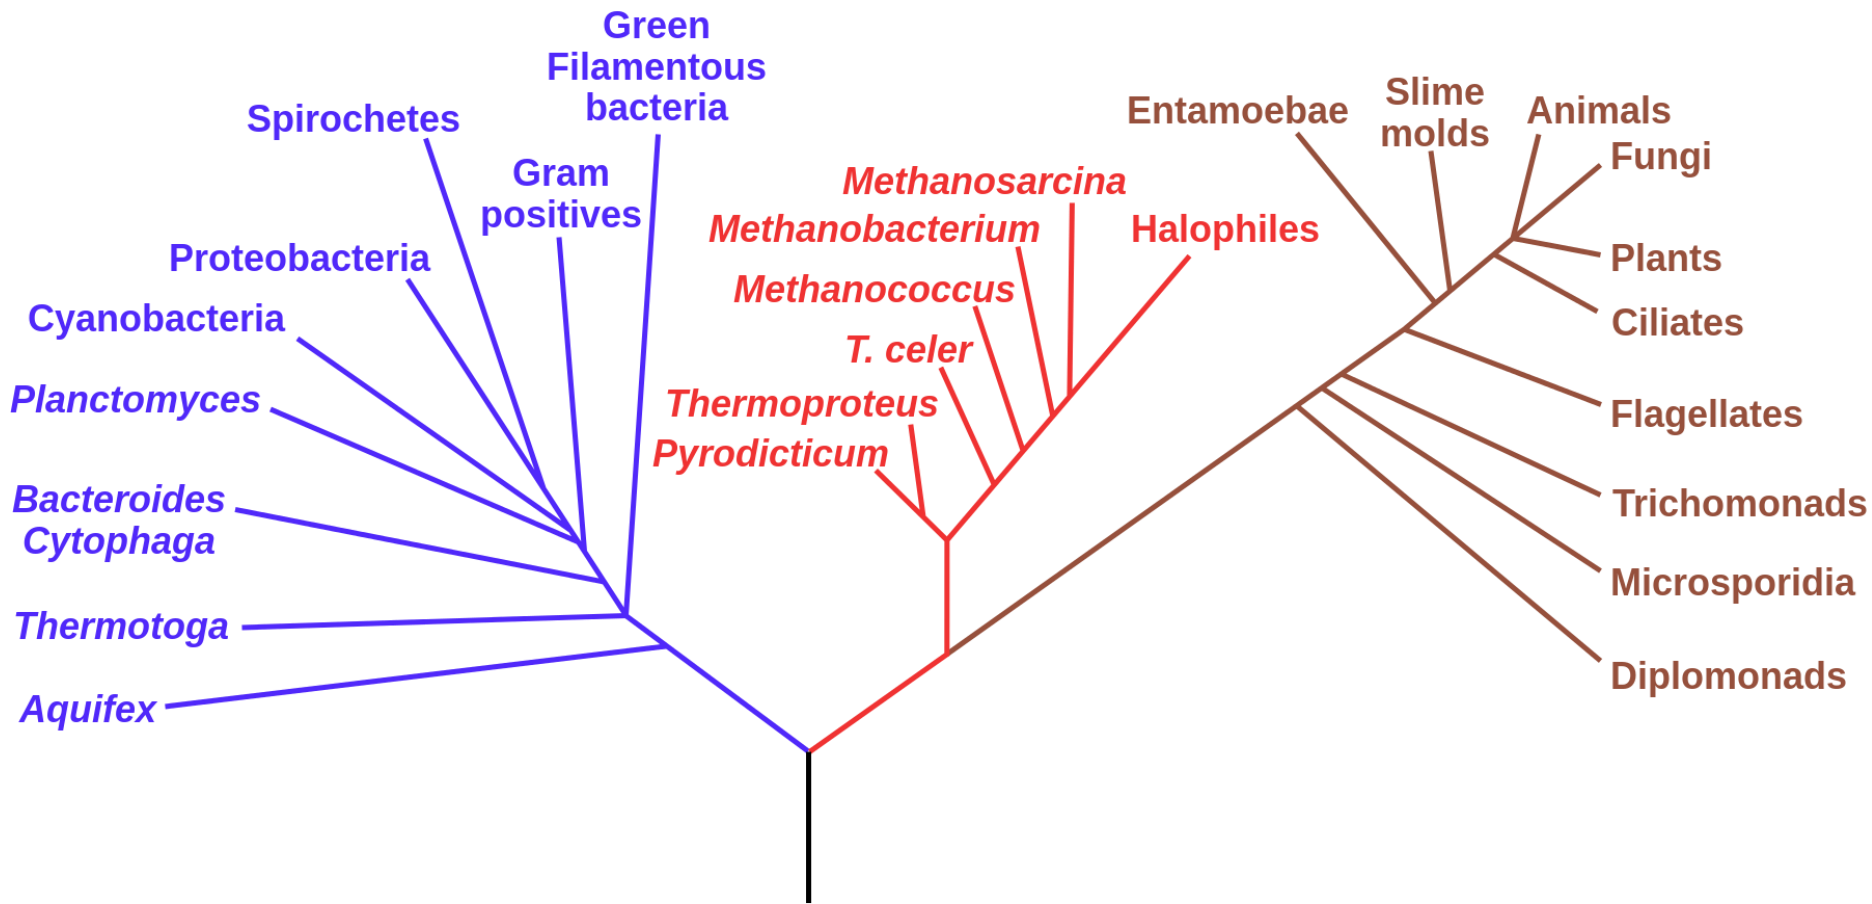 Green
Filamentous
bacteria
Spirochetes
Gram
positives
Proteobacteria
Cyanobacteria
Planctomyces
Bacteroides
Cytophaga
Thermotoga
Aquifex
Methanosarcina
Methanobacterium
Halophiles
Methanococcus
T. celer
Thermoproteus
Pyrodicticum
Entamoebae
Slime
molds
Animals
Fungi
Plants
Ciliates
Flagellates
Trichomonads
Microsporidia
Diplomonads